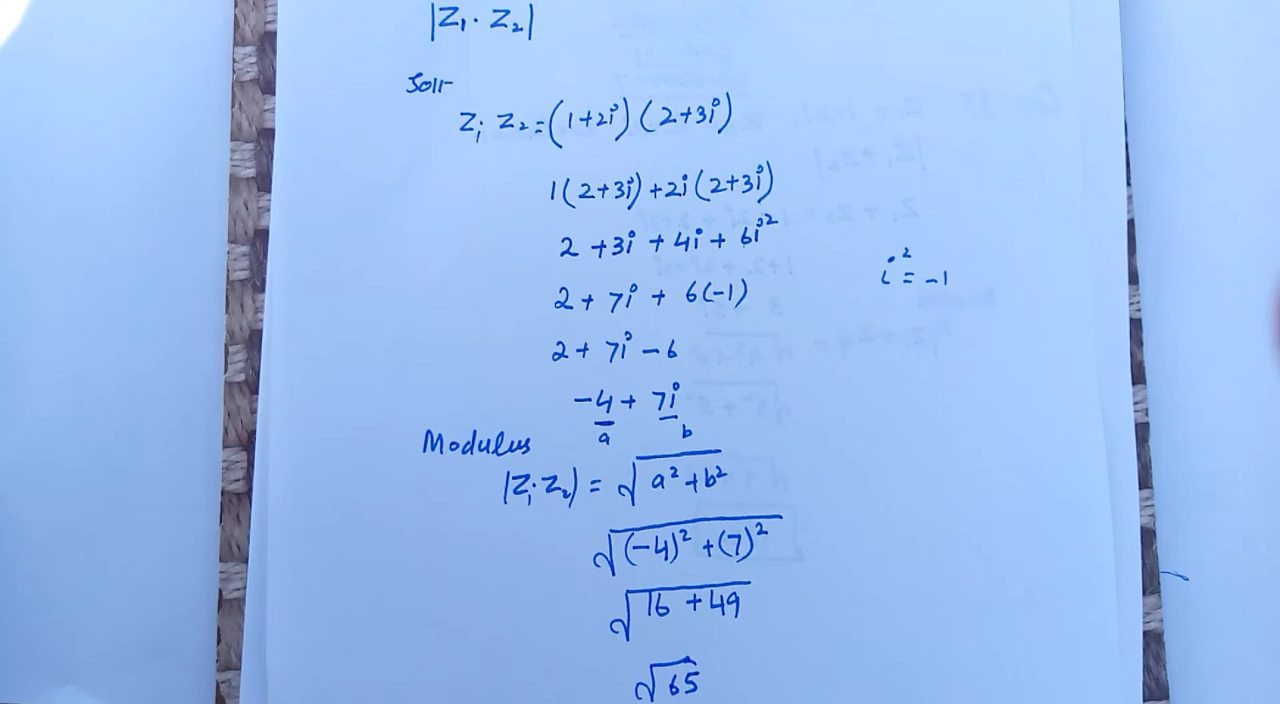 |Z₁ · Z₂|
Soln
Z₁ Z₂ = (1+2i) (2+3i)
1(2+3i) + 2i(2+3i)
2 + 3i + 4i + 6i²
i² = -1
2 + 7i + 6(-1)
2 + 7i - 6
-4 + 7i
a b
Modulus
|Z₁·Z₂| = √a² + b²
√(-4)² + (7)²
√16 + 49
√65